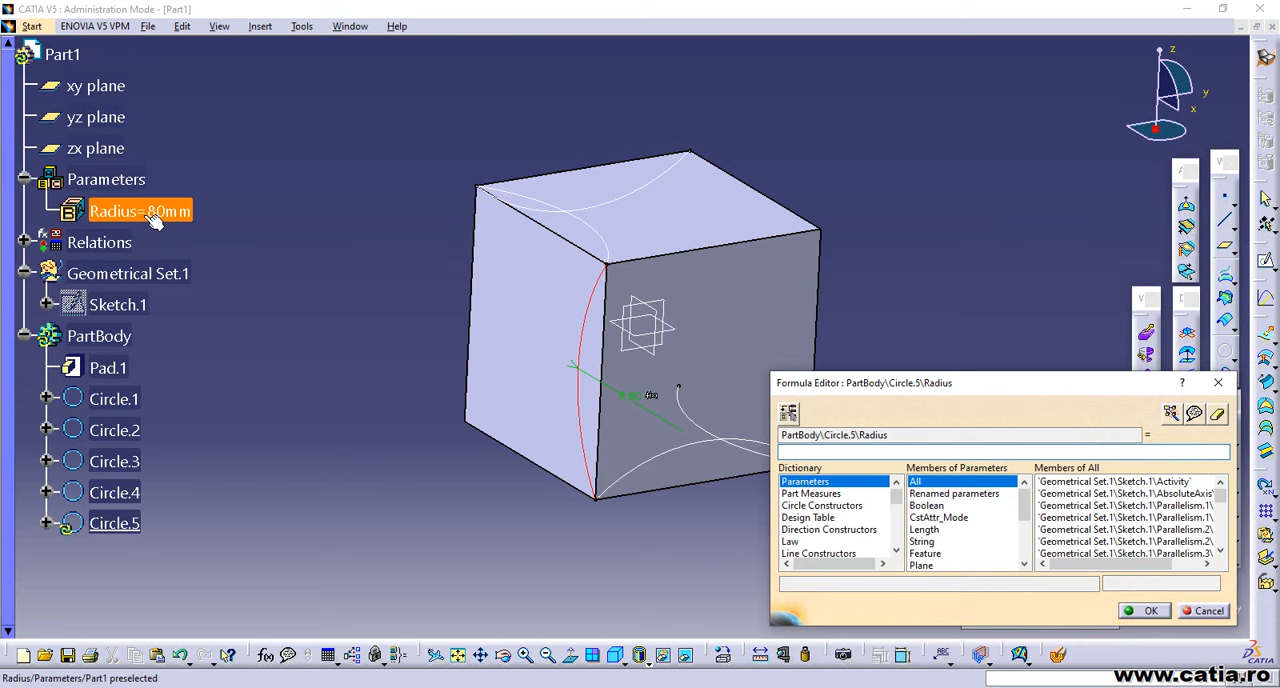 CATIA V5 : Administration Mode - [Part1]
Start ENOVIA V5 VPM File Edit View Insert Tools Window Help
Part1
xy plane
yz plane
zx plane
Parameters
Radius=80mm
Relations
Geometrical Set.1
Sketch.1
PartBody
Pad.1
Circle.1
Circle.2
Circle.3
Circle.4
Circle.5
z
y
x
Formula Editor : PartBody\Circle.5\Radius
?
PartBody\Circle.5\Radius =
Dictionary Members of Parameters Members of All
Parameters All `Geometrical Set.1\Sketch.1\Activity`
Part Measures Renamed parameters `Geometrical Set.1\Sketch.1\AbsoluteAxis`
Circle Constructors Boolean `Geometrical Set.1\Sketch.1\Parallelism.1\
Design Table CstAttr_Mode `Geometrical Set.1\Sketch.1\Parallelism.1\
Direction Constructors Length `Geometrical Set.1\Sketch.1\Parallelism.2\
Law String `Geometrical Set.1\Sketch.1\Parallelism.2\
Line Constructors Feature `Geometrical Set.1\Sketch.1\Parallelism.3\
Plane
OK Cancel
CATIA
Radius/Parameters/Part1 preselected
www.catia.ro